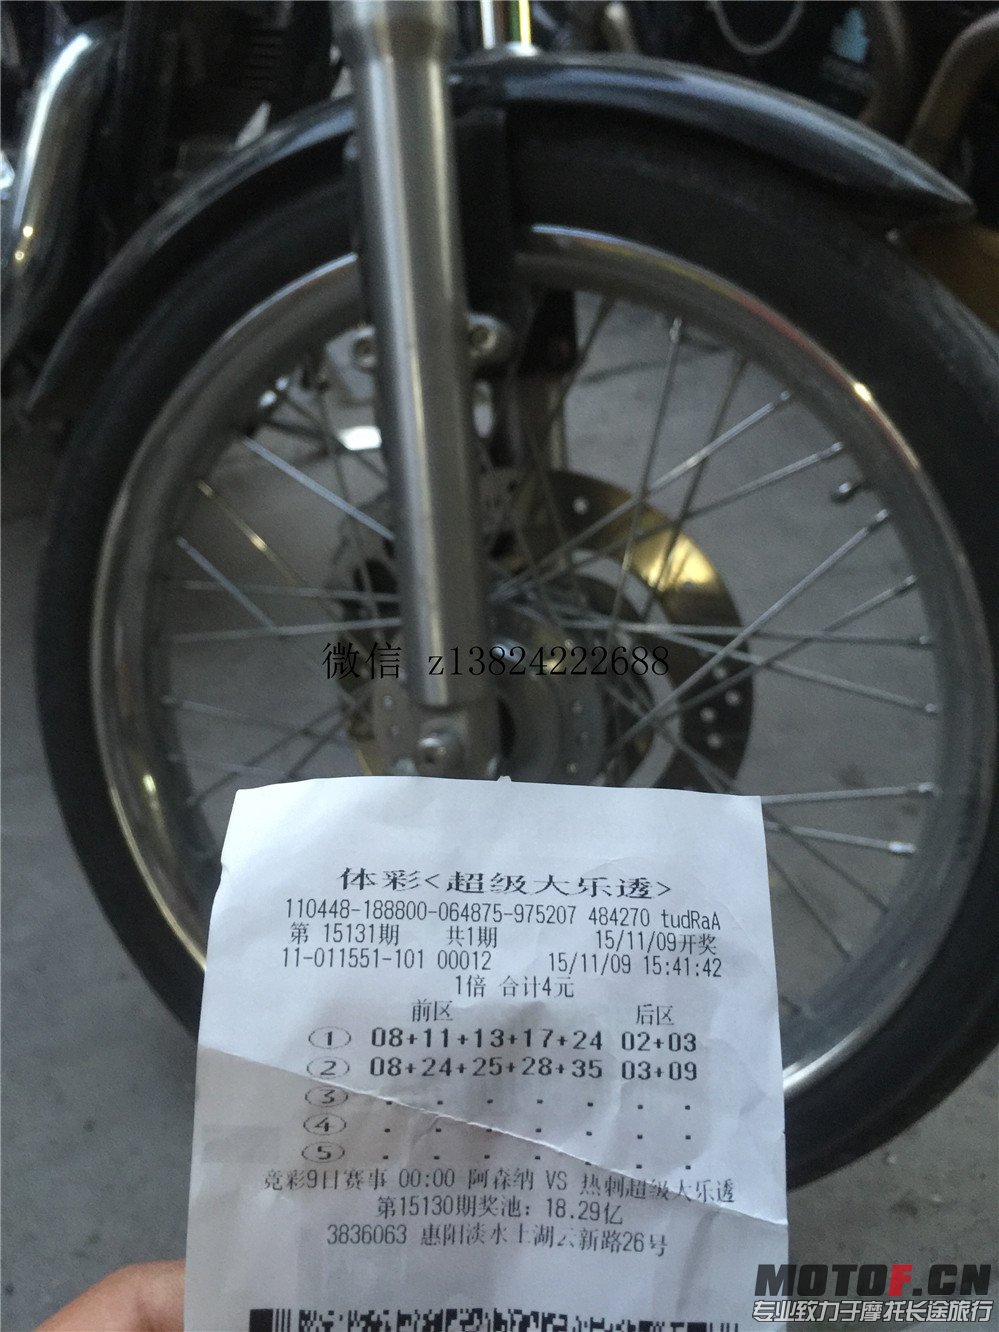 微信 z13824222688
体彩<超级大乐透>
110448-188800-064875-975207 484270 tudRaA
第 15131期 共1期 15/11/09开奖
11-011551-101 00012 15/11/09 15:41:42
1倍 合计4元
前区 后区
① 08+11+13+17+24 02+03
② 08+24+25+28+35 03+09
③ - - - - - - -
④ - - - - - - -
⑤ - - - - - - -
竞彩9日赛事 00:00 阿森纳 VS 热刺超级大乐透
第15130期奖池: 18.29亿
3836063 惠阳淡水土湖云新路26号
MOTOF.CN
专业致力于摩托长途旅行